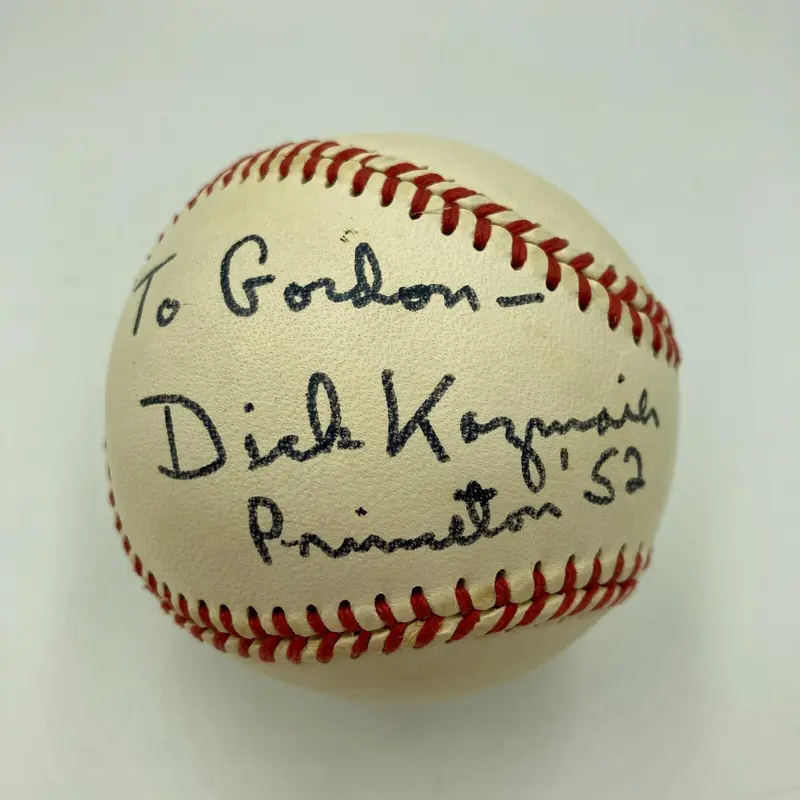 To Gordon—
Dick Kazmaier
Princeton '52